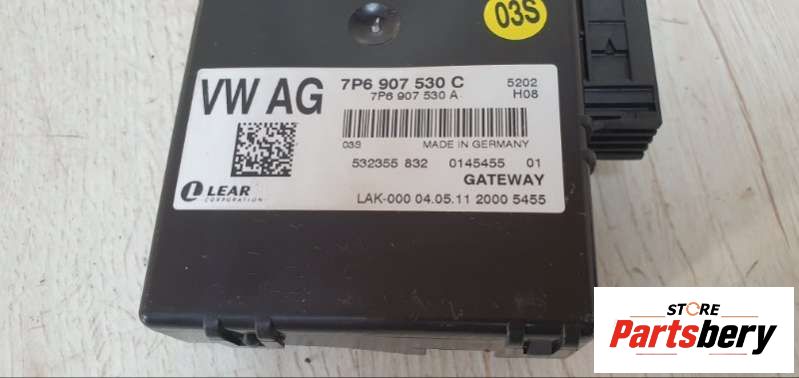 03S
VW AG
7P6 907 530 C 5202
7P6 907 530 A H08
03S MADE IN GERMANY
532355 832 0145455 01
GATEWAY
LEAR
CORPORATION
LAK-000 04.05.11 2000 5455
STORE
Partsbery